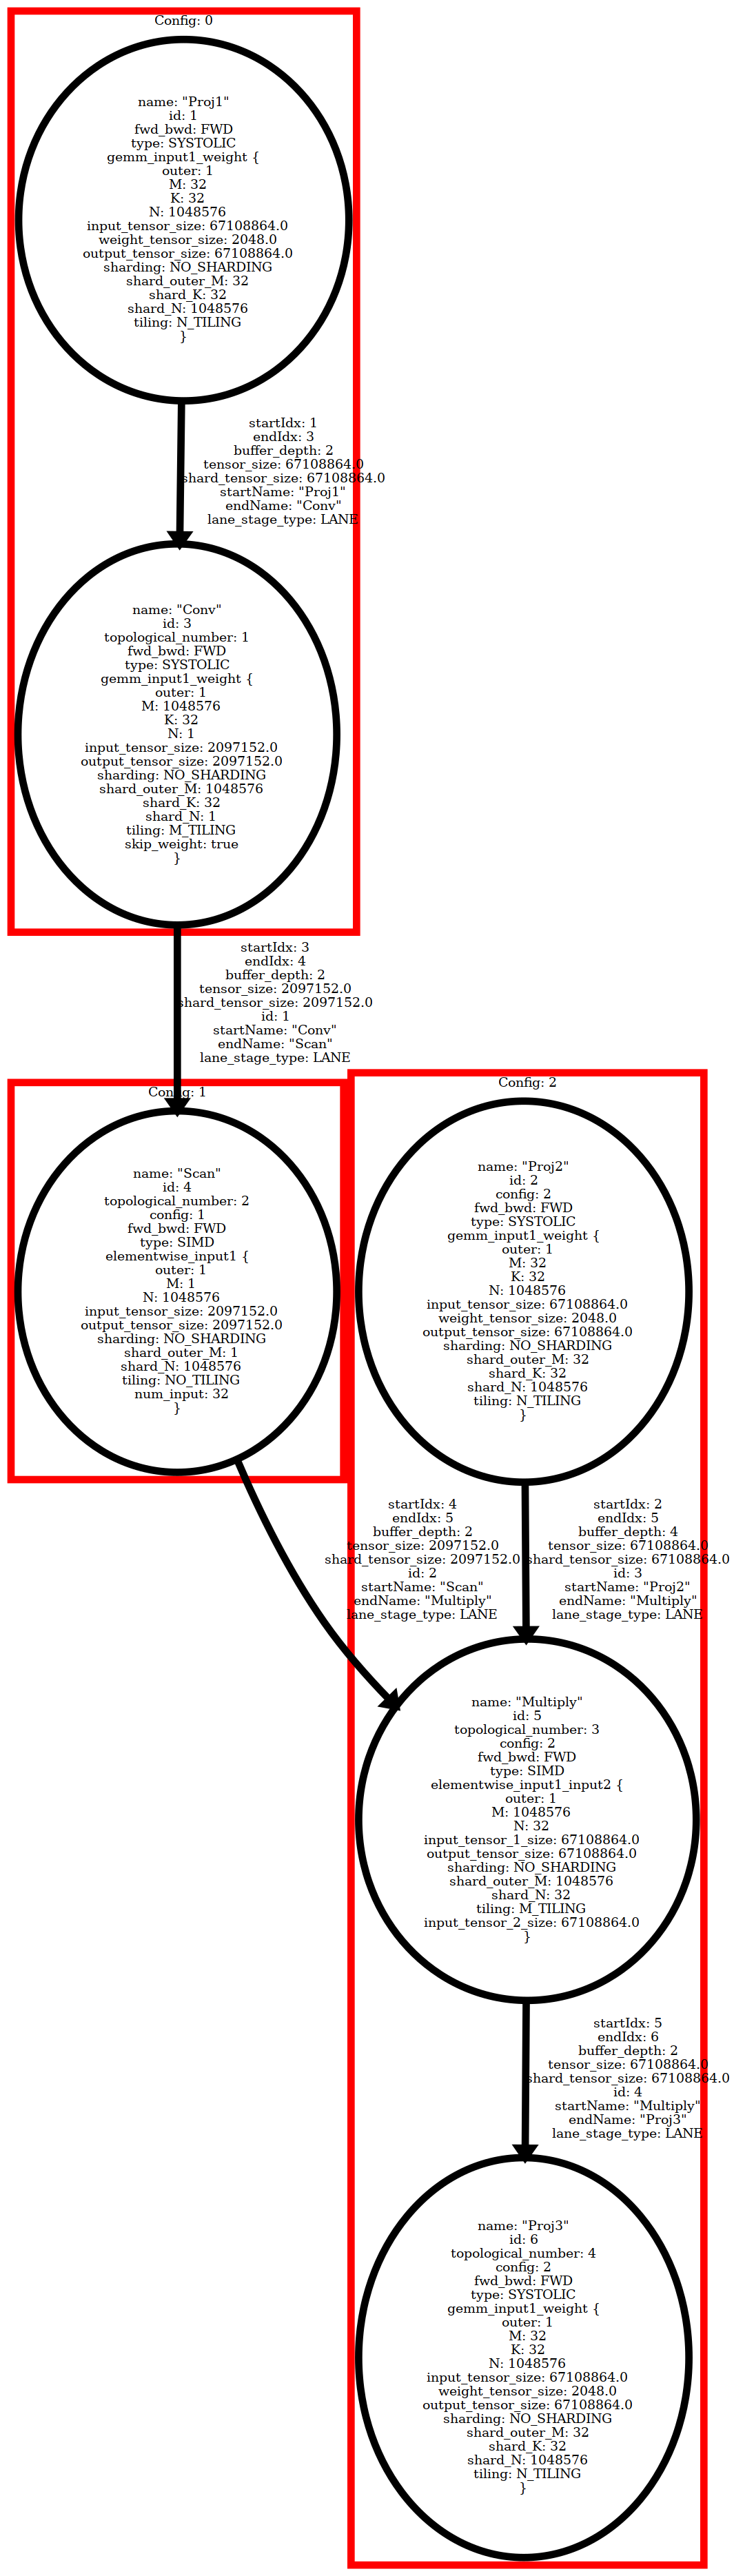 Config: 0
name: "Proj1"
id: 1
fwd_bwd: FWD
type: SYSTOLIC
gemm_input1_weight {
outer: 1
M: 32
K: 32
N: 1048576
input_tensor_size: 67108864.0
weight_tensor_size: 2048.0
output_tensor_size: 67108864.0
sharding: NO_SHARDING
shard_outer_M: 32
shard_K: 32
shard_N: 1048576
tiling: N_TILING
}
startIdx: 1
endIdx: 3
buffer_depth: 2
tensor_size: 67108864.0
shard_tensor_size: 67108864.0
startName: "Proj1"
endName: "Conv"
lane_stage_type: LANE
name: "Conv"
id: 3
topological_number: 1
fwd_bwd: FWD
type: SYSTOLIC
gemm_input1_weight {
outer: 1
M: 1048576
K: 32
N: 1
input_tensor_size: 2097152.0
output_tensor_size: 2097152.0
sharding: NO_SHARDING
shard_outer_M: 1048576
shard_K: 32
shard_N: 1
tiling: M_TILING
skip_weight: true
}
startIdx: 3
endIdx: 4
buffer_depth: 2
tensor_size: 2097152.0
shard_tensor_size: 2097152.0
id: 1
startName: "Conv"
endName: "Scan"
lane_stage_type: LANE
Config: 1
name: "Scan"
id: 4
topological_number: 2
config: 1
fwd_bwd: FWD
type: SIMD
elementwise_input1 {
outer: 1
M: 1
N: 1048576
input_tensor_size: 2097152.0
output_tensor_size: 2097152.0
sharding: NO_SHARDING
shard_outer_M: 1
shard_N: 1048576
tiling: NO_TILING
num_input: 32
}
Config: 2
name: "Proj2"
id: 2
config: 2
fwd_bwd: FWD
type: SYSTOLIC
gemm_input1_weight {
outer: 1
M: 32
K: 32
N: 1048576
input_tensor_size: 67108864.0
weight_tensor_size: 2048.0
output_tensor_size: 67108864.0
sharding: NO_SHARDING
shard_outer_M: 32
shard_K: 32
shard_N: 1048576
tiling: N_TILING
}
startIdx: 4
endIdx: 5
buffer_depth: 2
tensor_size: 2097152.0
shard_tensor_size: 2097152.0
id: 2
startName: "Scan"
endName: "Multiply"
lane_stage_type: LANE
startIdx: 2
endIdx: 5
buffer_depth: 4
tensor_size: 67108864.0
shard_tensor_size: 67108864.0
id: 3
startName: "Proj2"
endName: "Multiply"
lane_stage_type: LANE
name: "Multiply"
id: 5
topological_number: 3
config: 2
fwd_bwd: FWD
type: SIMD
elementwise_input1_input2 {
outer: 1
M: 1048576
N: 32
input_tensor_1_size: 67108864.0
output_tensor_size: 67108864.0
sharding: NO_SHARDING
shard_outer_M: 1048576
shard_N: 32
tiling: M_TILING
input_tensor_2_size: 67108864.0
}
startIdx: 5
endIdx: 6
buffer_depth: 2
tensor_size: 67108864.0
shard_tensor_size: 67108864.0
id: 4
startName: "Multiply"
endName: "Proj3"
lane_stage_type: LANE
name: "Proj3"
id: 6
topological_number: 4
config: 2
fwd_bwd: FWD
type: SYSTOLIC
gemm_input1_weight {
outer: 1
M: 32
K: 32
N: 1048576
input_tensor_size: 67108864.0
weight_tensor_size: 2048.0
output_tensor_size: 67108864.0
sharding: NO_SHARDING
shard_outer_M: 32
shard_K: 32
shard_N: 1048576
tiling: N_TILING
}